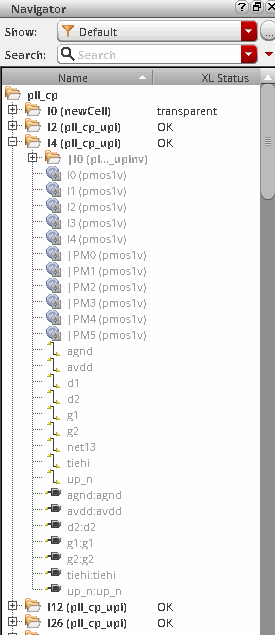 Navigator
Show: Default
Search: Search
Name XL Status
pll_cp
I0 (newCell) transparent
I2 (pll_cp_upi) OK
I4 (pll_cp_upi) OK
|I0 (pl..._upinv)
I0 (pmos1v)
I1 (pmos1v)
I2 (pmos1v)
I3 (pmos1v)
I4 (pmos1v)
|PM0 (pmos1v)
|PM1 (pmos1v)
|PM2 (pmos1v)
|PM3 (pmos1v)
|PM4 (pmos1v)
|PM5 (pmos1v)
agnd
avdd
d1
d2
g1
g2
net13
tiehi
up_n
agnd:agnd
avdd:avdd
d2:d2
g1:g1
g2:g2
tiehi:tiehi
up_n:up_n
I12 (pll_cp_upi) OK
I26 (pll_cp_upi) OK